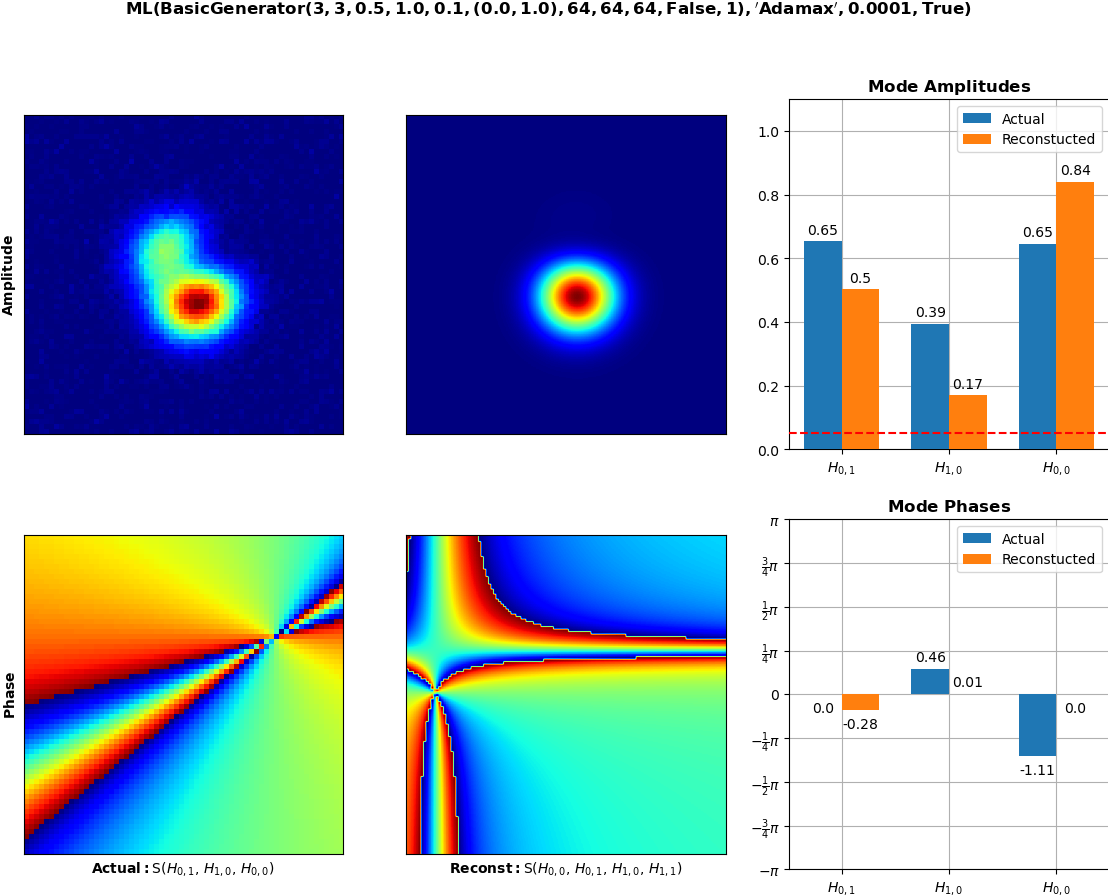 ML(BasicGenerator(3, 3, 0.5, 1.0, 0.1, (0.0, 1.0), 64, 64, 64, False, 1), ′Adamax′, 0.0001, True)
Amplitude
Mode Amplitudes
Actual
Reconstucted
1.0
0.8
0.6
0.4
0.2
0.0
0.65
0.5
0.39
0.17
0.65
0.84
H0,1
H1,0
H0,0
Phase
Actual: S(H0,1, H1,0, H0,0)
Reconst: S(H0,0, H0,1, H1,0, H1,1)
Mode Phases
Actual
Reconstucted
π
3/4π
1/2π
1/4π
0
−1/4π
−1/2π
−3/4π
−π
0.0
-0.28
0.46
0.01
-1.11
0.0
H0,1
H1,0
H0,0